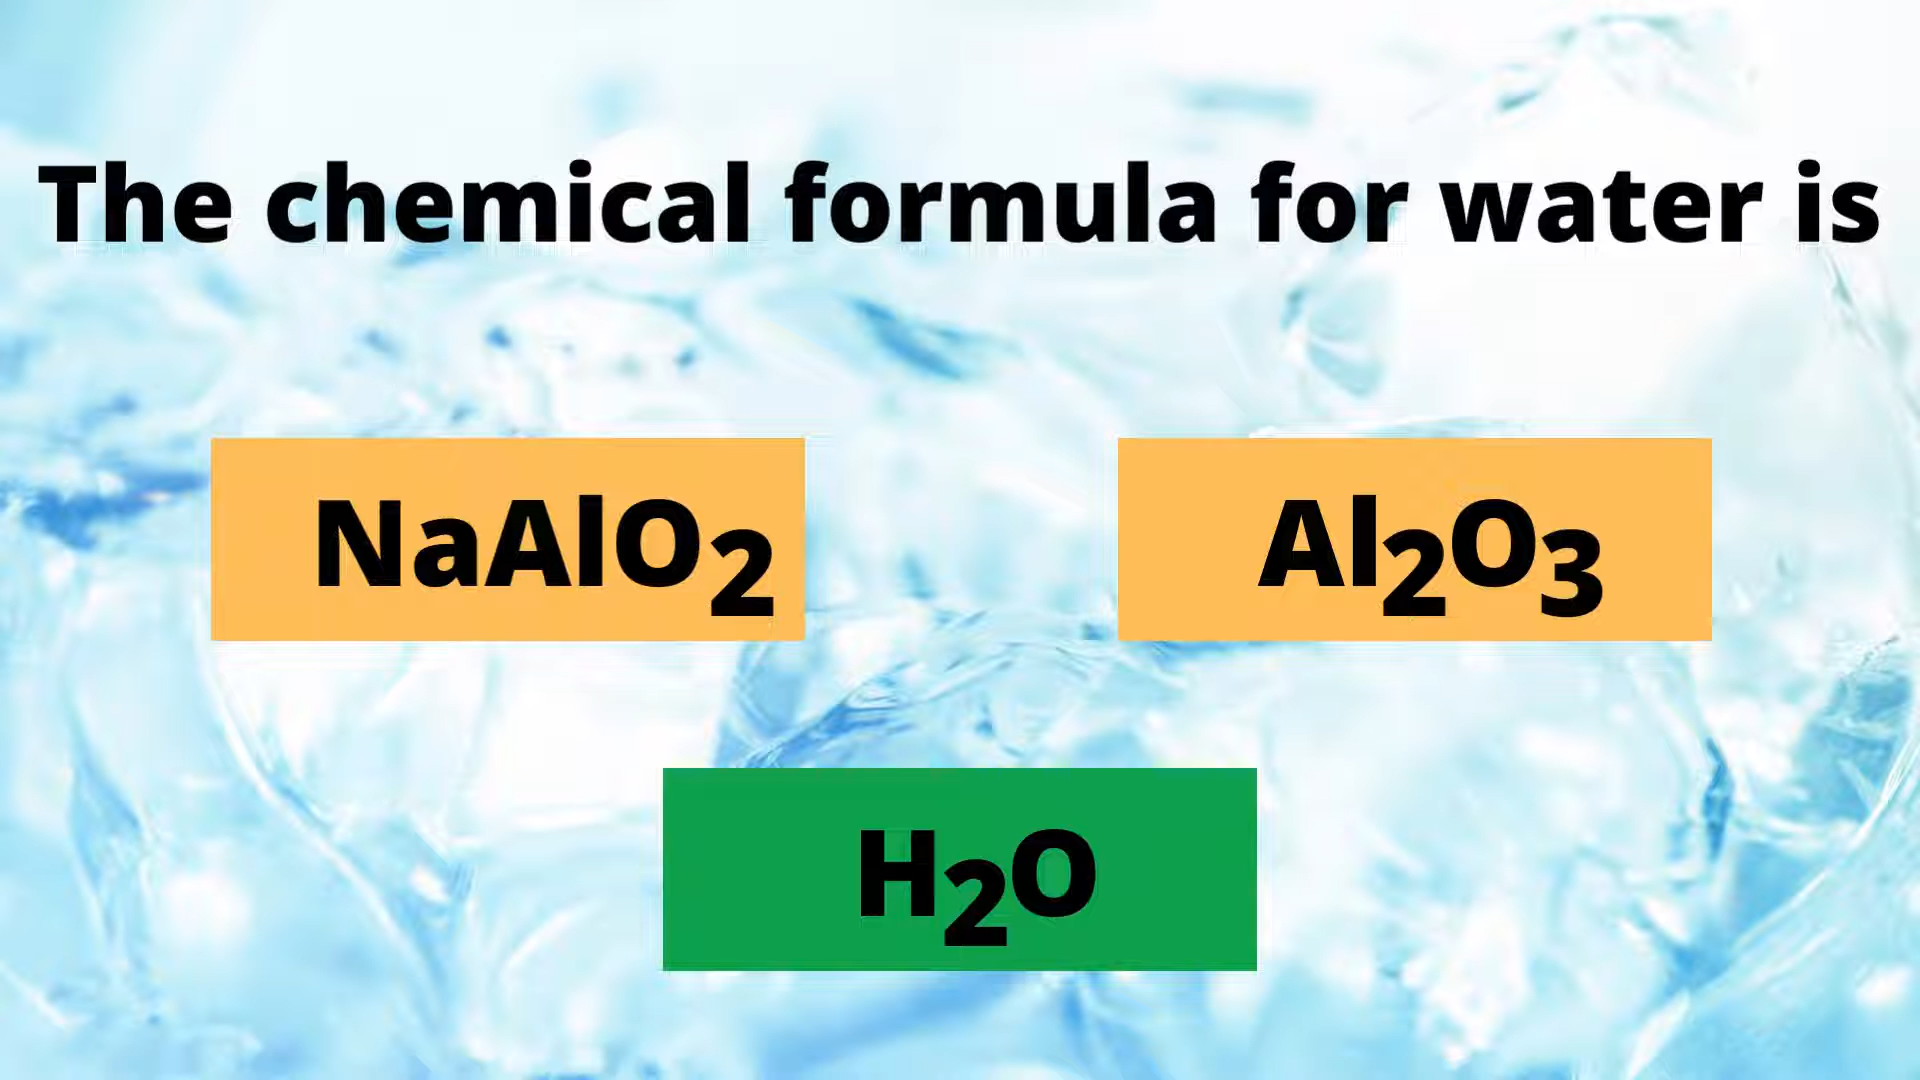 The chemical formula for water is
NaAlO₂
Al₂O₃
H₂O